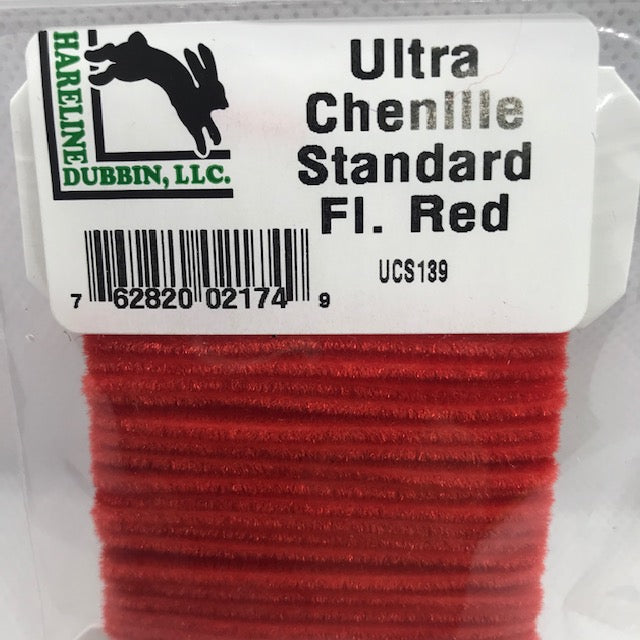 HARELINE
DUBBIN, LLC.
Ultra
Chenille
Standard
Fl. Red
UCS139
7 62820 02174 9